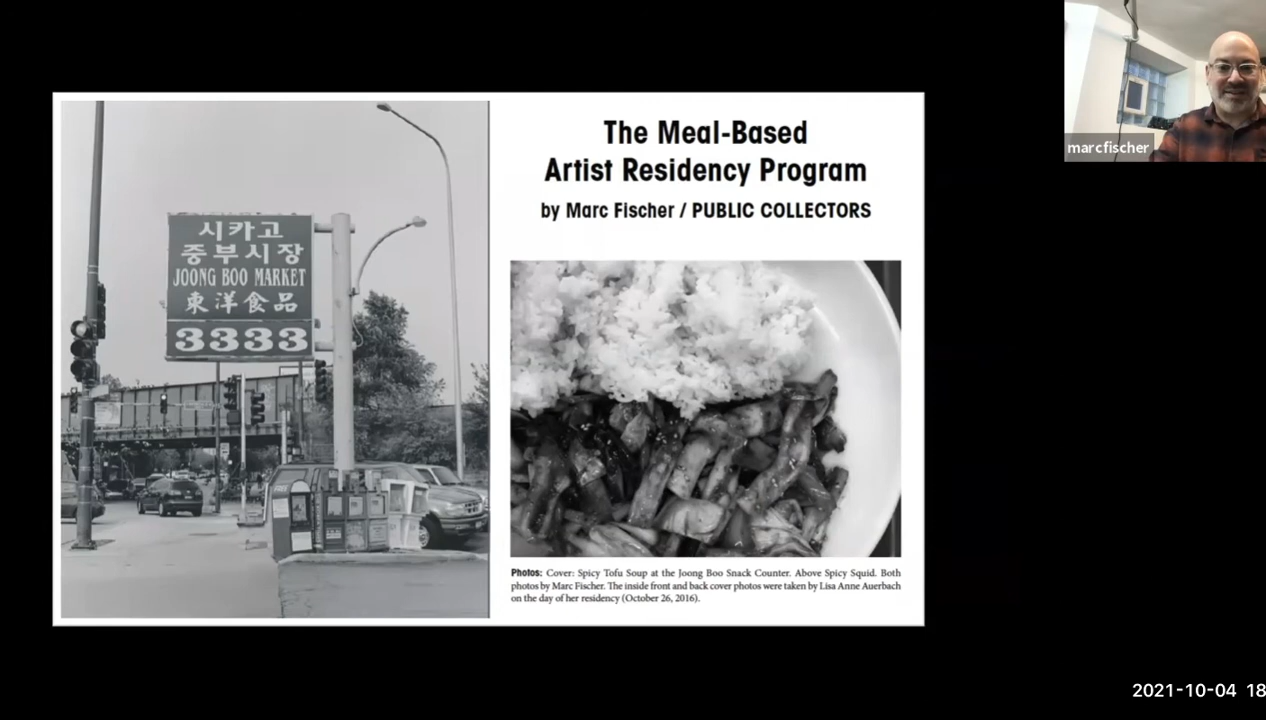 시카고
중부시장
JOONG BOO MARKET
東洋食品
3333
FREE
The Meal-Based
Artist Residency Program
by Marc Fischer / PUBLIC COLLECTORS
Photos: Cover: Spicy Tofu Soup at the Joong Boo Snack Counter. Above Spicy Squid. Both
photos by Marc Fischer. The inside front and back cover photos were taken by Lisa Anne Auerbach
on the day of her residency (October 26, 2016).
marcfischer
2021-10-04 18